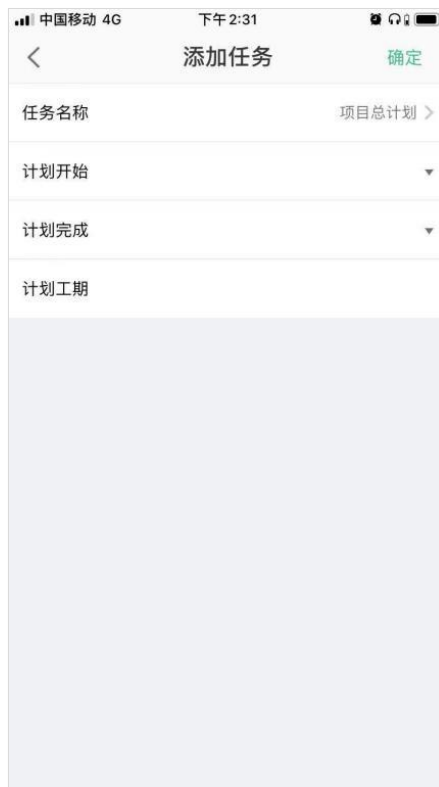 中国移动 4G 下午2:31
添加任务 确定
任务名称 项目总计划
计划开始
计划完成
计划工期